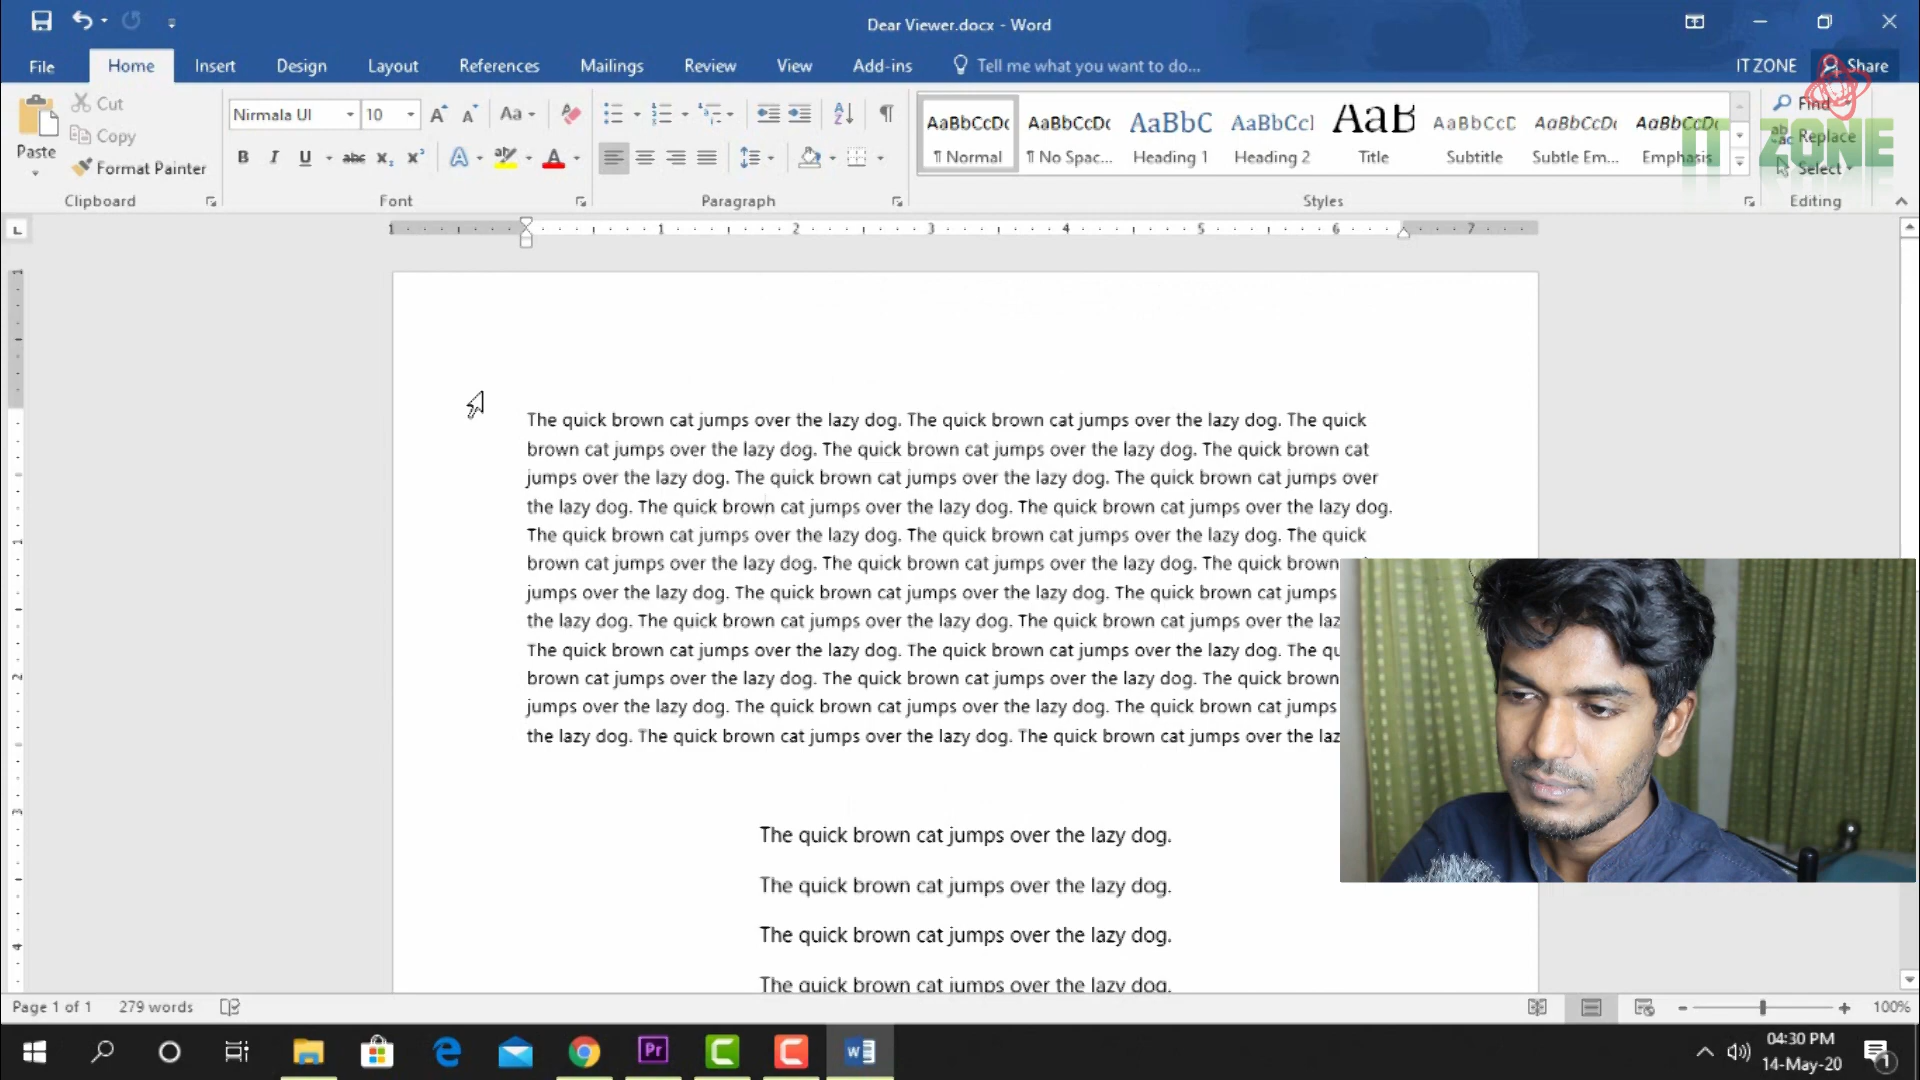 Dear Viewer.docx - Word
File Home Insert Design Layout References Mailings Review View Add-ins Tell me what you want to do... IT ZONE Share
Paste
Cut
Copy
Format Painter
Clipboard
Nirmala UI 10
Font
Paragraph
AaBbCcDc AaBbCcDc AaBbC AaBbCcI AaB AaBbCcD AaBbCcDc AaBbCcDc
¶ Normal ¶ No Spac... Heading 1 Heading 2 Title Subtitle Subtle Em... Emphasis
Styles
Find
Replace
Select
Editing
IT ZONE
1 1 2 3 4 5 6 7
The quick brown cat jumps over the lazy dog. The quick brown cat jumps over the lazy dog. The quick
brown cat jumps over the lazy dog. The quick brown cat jumps over the lazy dog. The quick brown cat
jumps over the lazy dog. The quick brown cat jumps over the lazy dog. The quick brown cat jumps over
the lazy dog. The quick brown cat jumps over the lazy dog. The quick brown cat jumps over the lazy dog.
The quick brown cat jumps over the lazy dog. The quick brown cat jumps over the lazy dog. The quick
brown cat jumps over the lazy dog. The quick brown cat jumps over the lazy dog. The quick brown
jumps over the lazy dog. The quick brown cat jumps over the lazy dog. The quick brown cat jumps
the lazy dog. The quick brown cat jumps over the lazy dog. The quick brown cat jumps over the laz
The quick brown cat jumps over the lazy dog. The quick brown cat jumps over the lazy dog. The qu
brown cat jumps over the lazy dog. The quick brown cat jumps over the lazy dog. The quick brown
jumps over the lazy dog. The quick brown cat jumps over the lazy dog. The quick brown cat jumps
the lazy dog. The quick brown cat jumps over the lazy dog. The quick brown cat jumps over the laz
The quick brown cat jumps over the lazy dog.
The quick brown cat jumps over the lazy dog.
The quick brown cat jumps over the lazy dog.
The quick brown cat jumps over the lazy dog.
Page 1 of 1 279 words 100%
04:30 PM
14-May-20